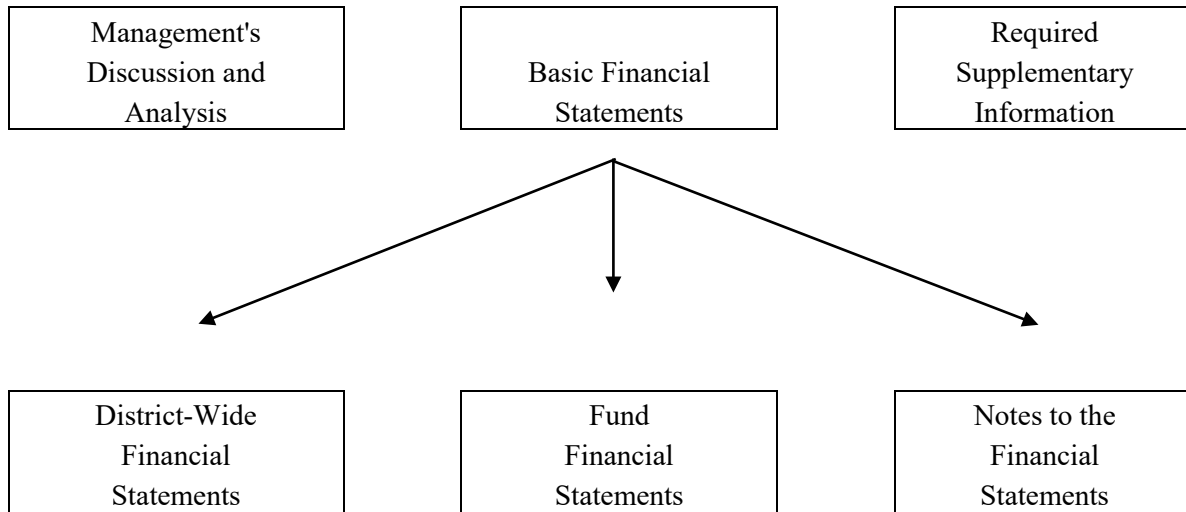 Management's
Discussion and
Analysis
Basic Financial
Statements
Required
Supplementary
Information
District-Wide
Financial
Statements
Fund
Financial
Statements
Notes to the
Financial
Statements